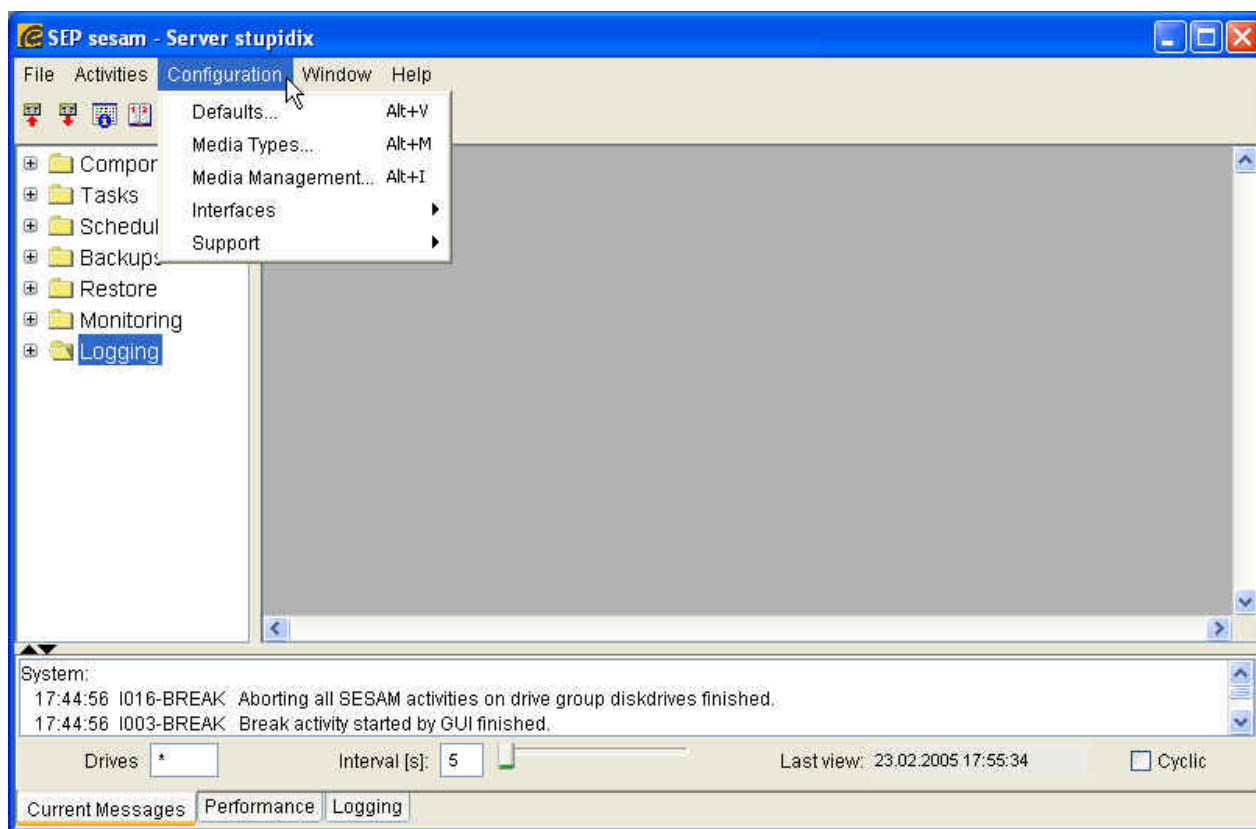 SEP sesam - Server stupidix
File Activities Configuration Window Help
Defaults... Alt+V
Media Types... Alt+M
Media Management... Alt+I
Interfaces
Support
Compor
Tasks
Schedul
Backups
Restore
Monitoring
Logging
System:
17:44:56 I016-BREAK Aborting all SESAM activities on drive group diskdrives finished.
17:44:56 I003-BREAK Break activity started by GUI finished.
Drives * Interval [s]: 5 Last view: 23.02.2005 17:55:34 Cyclic
Current Messages Performance Logging